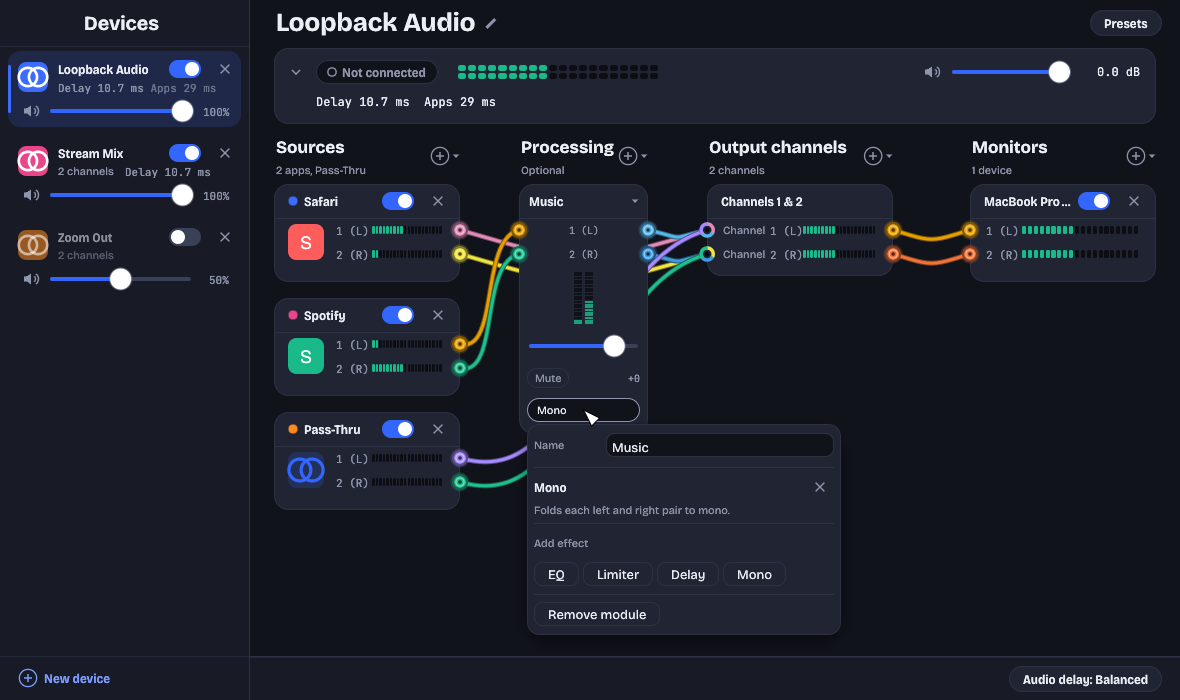 Devices
Loopback Audio
Delay 10.7 ms Apps 29 ms
100%
Stream Mix
2 channels Delay 10.7 ms
100%
Zoom Out
2 channels
50%
New device
Loopback Audio
Presets
Not connected
0.0 dB
Delay 10.7 ms Apps 29 ms
Sources
2 apps, Pass-Thru
Safari
S
1 (L)
2 (R)
Spotify
S
1 (L)
2 (R)
Pass-Thru
1 (L)
2 (R)
Processing
Optional
Music
1 (L)
2 (R)
Mute +0
Mono
Name Music
Mono
Folds each left and right pair to mono.
Add effect
EQ Limiter Delay Mono
Remove module
Output channels
2 channels
Channels 1 & 2
Channel 1 (L)
Channel 2 (R)
Monitors
1 device
MacBook Pro ...
1 (L)
2 (R)
Audio delay: Balanced